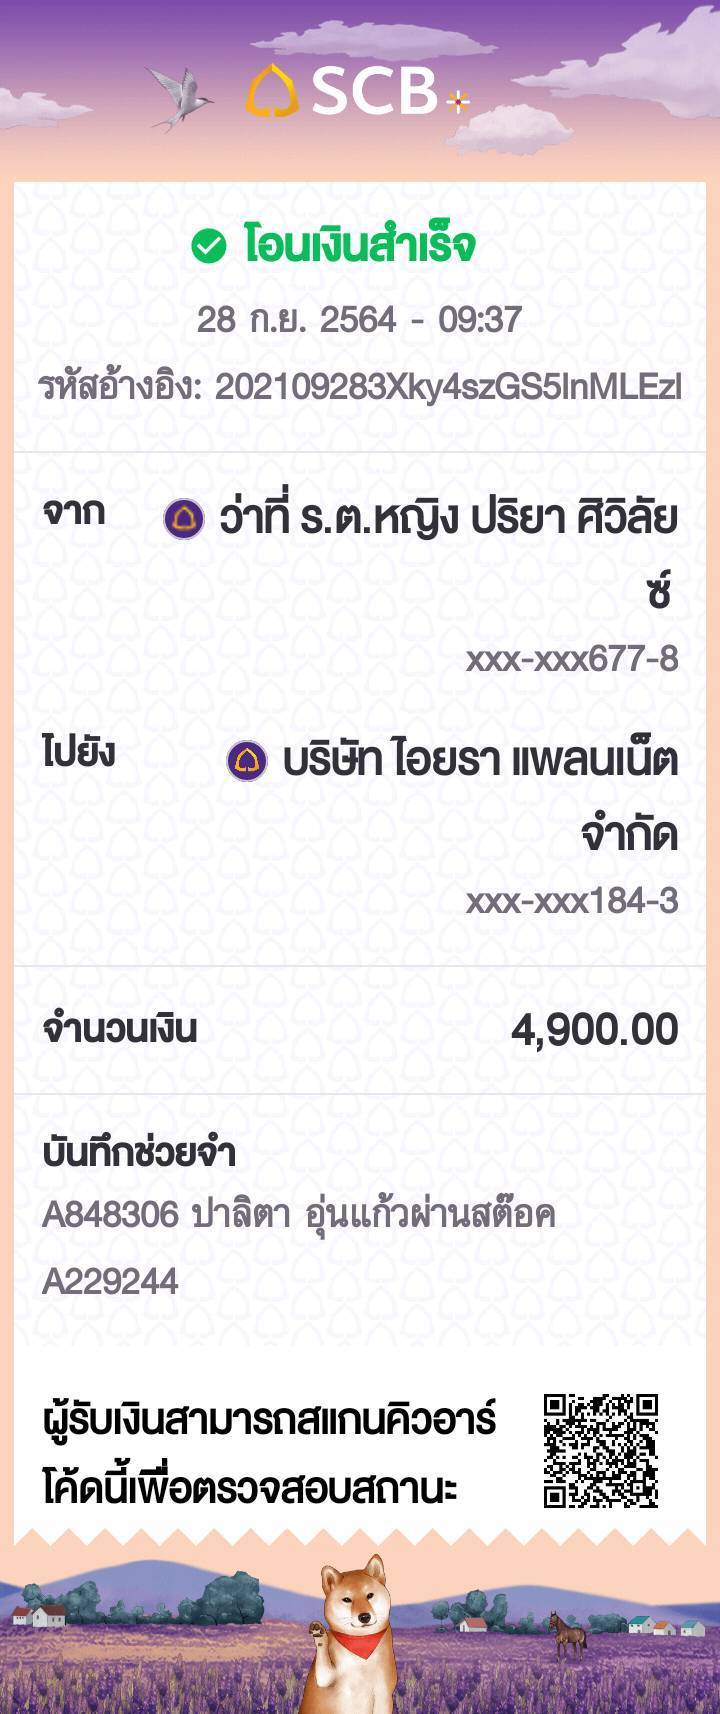 SCB
โอนเงินสำเร็จ
28 ก.ย. 2564 - 09:37
รหัสอ้างอิง: 202109283Xky4szGS5lnMLEzl
จาก ว่าที่ ร.ต.หญิง ปริยา ศิวิลัย
ซ์
xxx-xxx677-8
ไปยัง บริษัท ไอยรา แพลนเน็ต
จำกัด
xxx-xxx184-3
จำนวนเงิน 4,900.00
บันทึกช่วยจำ
A848306 ปาลิตา อุ่นแก้วผ่านสต๊อค
A229244
ผู้รับเงินสามารถสแกนคิวอาร์
โค้ดนี้เพื่อตรวจสอบสถานะ